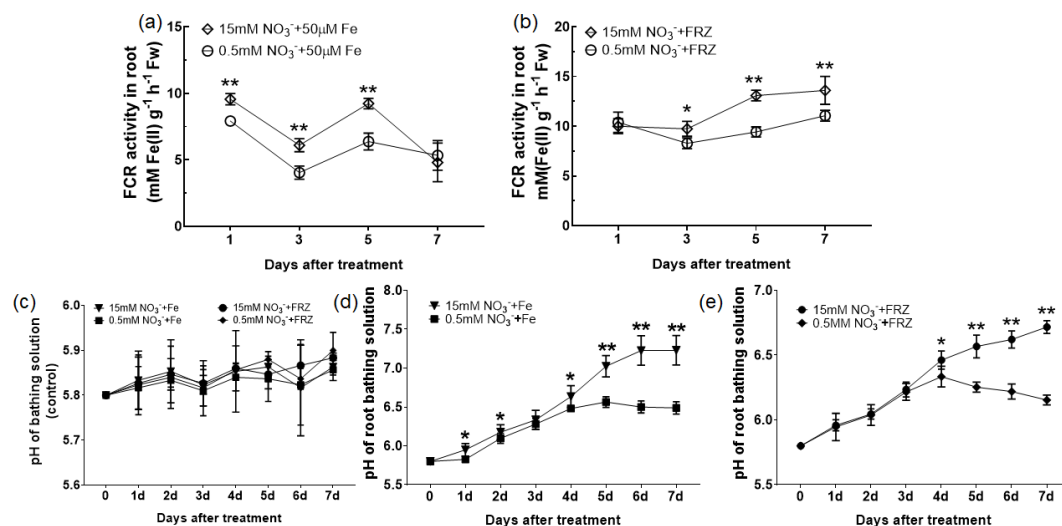 (a)
15mM NO₃⁻+50μM Fe
0.5mM NO₃⁻+50μM Fe
FCR activity in root
(mM Fe(II) g⁻¹ h⁻¹ Fw)
15
10
5
0
**
**
**
1 3 5 7
Days after treatment
(b)
15mM NO₃⁻+FRZ
0.5mM NO₃⁻+FRZ
FCR activity in root
mM(Fe(II) g⁻¹ h⁻¹ Fw)
20
15
10
5
0
*
**
**
1 3 5 7
Days after treatment
(c)
15mM NO₃⁻+Fe
0.5mM NO₃⁻+Fe
15mM NO₃⁻+FRZ
0.5mM NO₃⁻+FRZ
pH of bathing solution
(control)
6.0
5.9
5.8
5.7
5.6
0 1d 2d 3d 4d 5d 6d 7d
Days after treatment
(d)
15mM NO₃⁻+Fe
0.5mM NO₃⁻+Fe
pH of root bathing solution
8.0
7.5
7.0
6.5
6.0
5.5
*
*
*
**
**
**
0 1d 2d 3d 4d 5d 6d 7d
Days after treatment
(e)
15mM NO₃⁻+FRZ
0.5MM NO₃⁻+FRZ
pH of root bathing solution
7.0
6.5
6.0
5.5
*
**
**
**
0 1d 2d 3d 4d 5d 6d 7d
Days after treatment